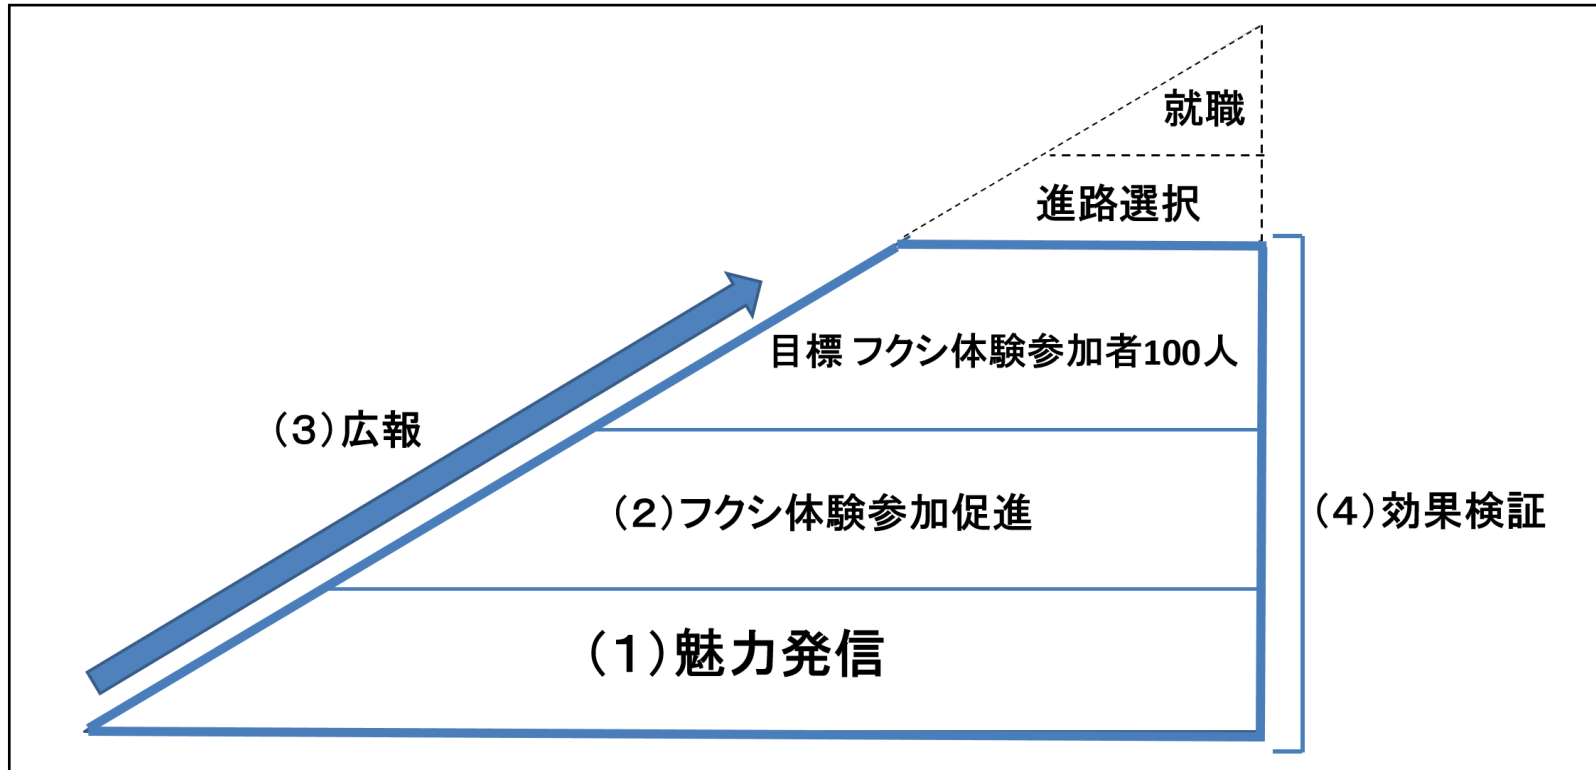 就職
進路選択
目標 フクシ体験参加者100人
（3）広報
（2）フクシ体験参加促進
（4）効果検証
（1）魅力発信